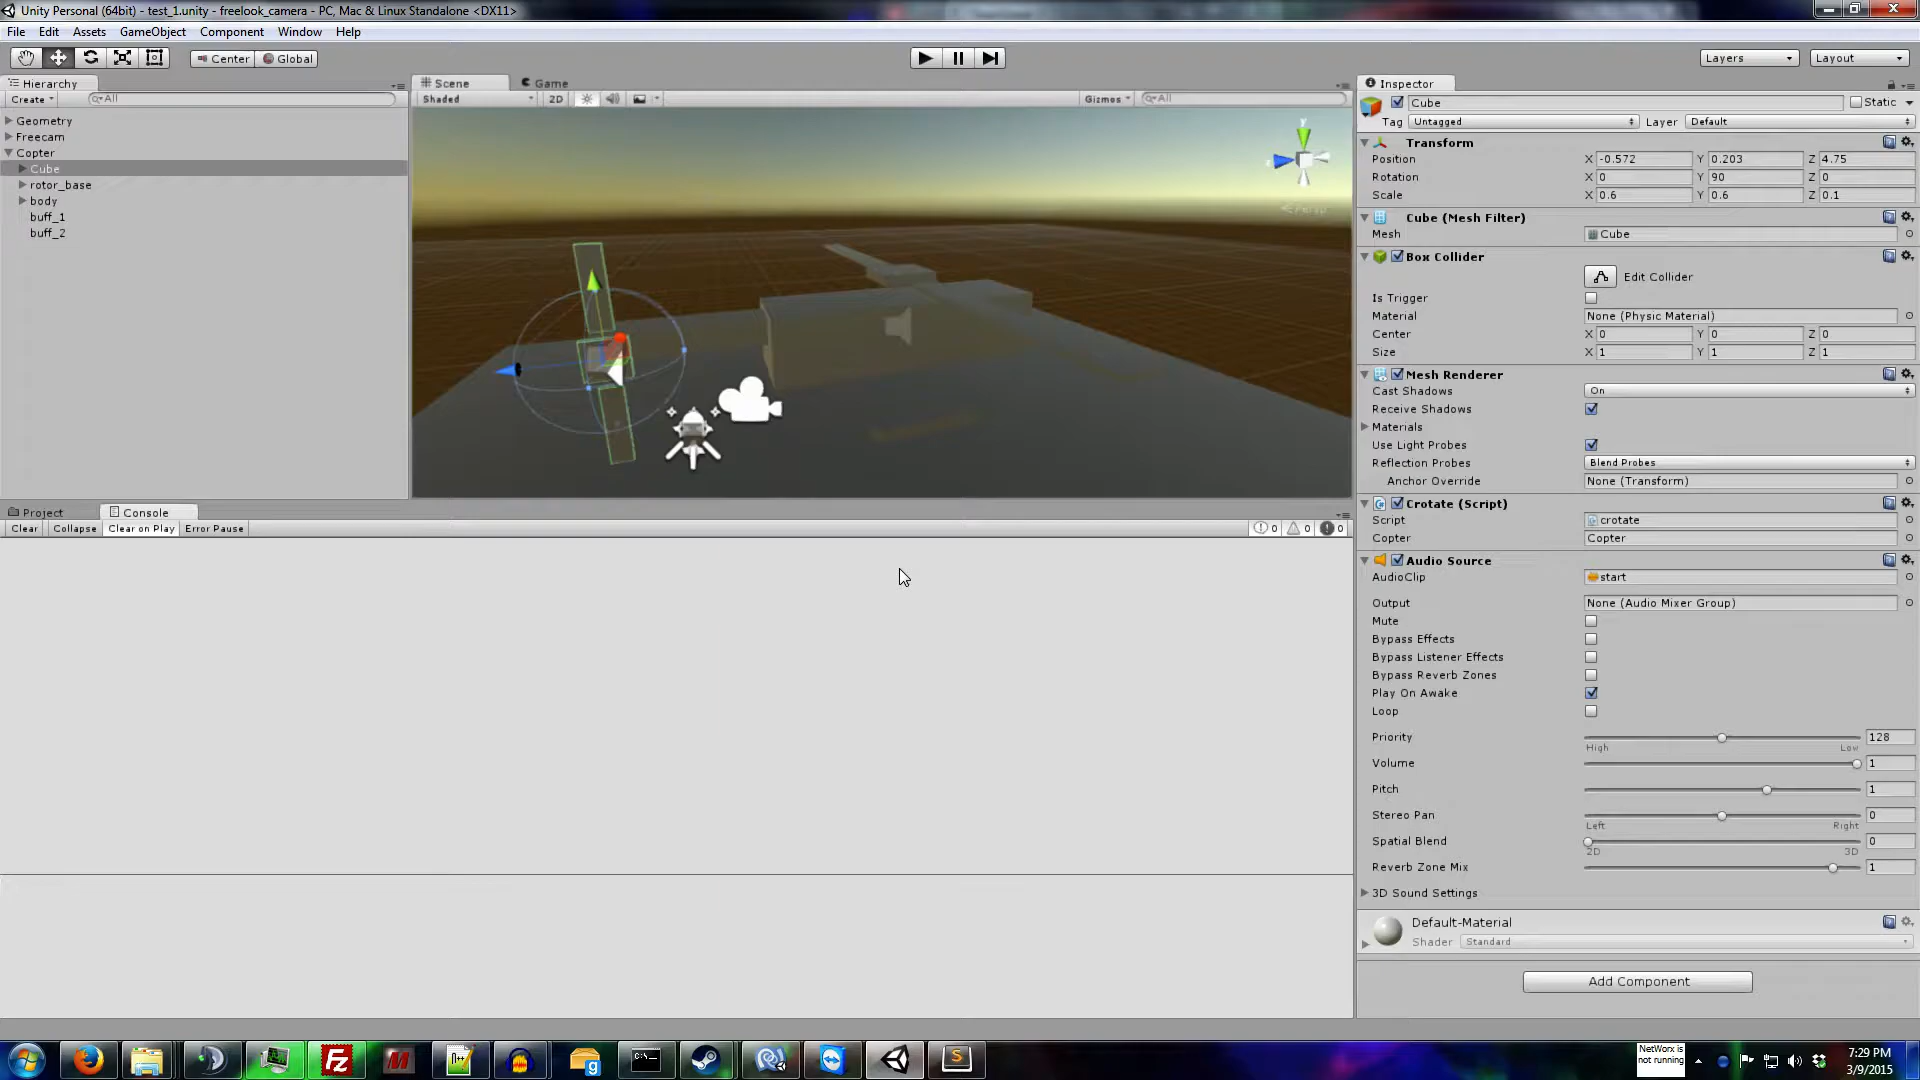 Unity Personal (64bit) - test_1.unity - freelook_camera - PC, Mac & Linux Standalone <DX11>
File Edit Assets GameObject Component Window Help
Center Global Layers Layout
Hierarchy
Create All
Geometry
Freecam
Copter
Cube
rotor_base
body
buff_1
buff_2
Scene Game
Shaded 2D Gizmos All
y
Persp
Project Console
Clear Collapse Clear on Play Error Pause 0 0 0
Inspector
Cube Static
Tag Untagged Layer Default
Transform
Position X -0.572 Y 0.203 Z 4.75
Rotation X 0 Y 90 Z 0
Scale X 0.6 Y 0.6 Z 0.1
Cube (Mesh Filter)
Mesh Cube
Box Collider
Edit Collider
Is Trigger
Material None (Physic Material)
Center X 0 Y 0 Z 0
Size X 1 Y 1 Z 1
Mesh Renderer
Cast Shadows On
Receive Shadows
Materials
Use Light Probes
Reflection Probes Blend Probes
Anchor Override None (Transform)
Crotate (Script)
Script crotate
Copter Copter
Audio Source
AudioClip start
Output None (Audio Mixer Group)
Mute
Bypass Effects
Bypass Listener Effects
Bypass Reverb Zones
Play On Awake
Loop
Priority 128
High Low
Volume 1
Pitch 1
Stereo Pan 0
Left Right
Spatial Blend 0
2D 3D
Reverb Zone Mix 1
3D Sound Settings
Default-Material
Shader Standard
Add Component
NetWorx is
not running
7:29 PM
3/9/2015